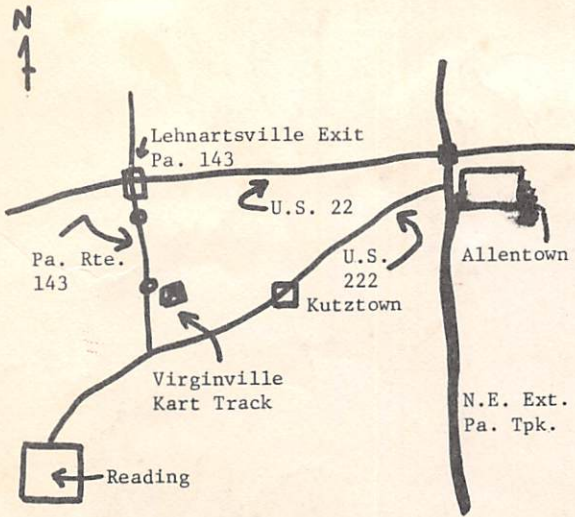 N
Lehnartsville Exit
Pa. 143
U.S. 22
Pa. Rte.
143
U.S.
222
Allentown
Kutztown
Virginville
Kart Track
N.E. Ext.
Pa. Tpk.
Reading